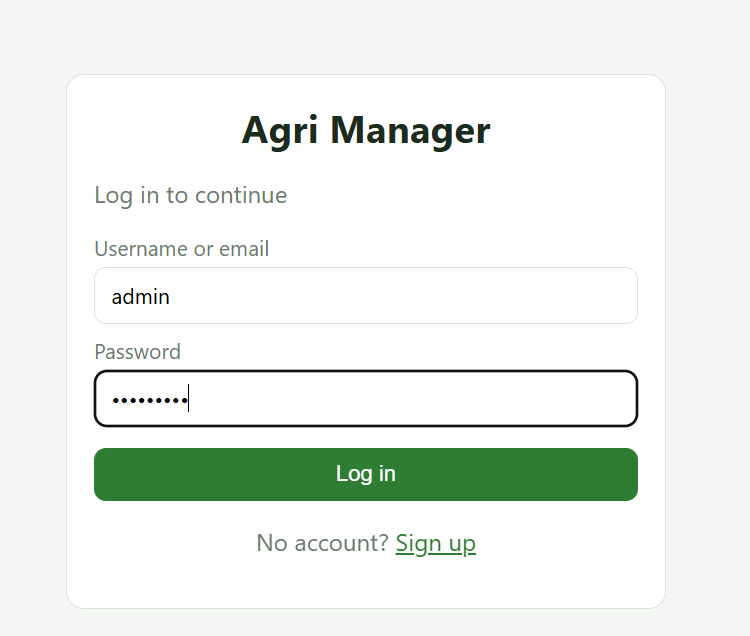 Agri Manager
Log in to continue
Username or email
admin
Password
•••••••••
Log in
No account? Sign up